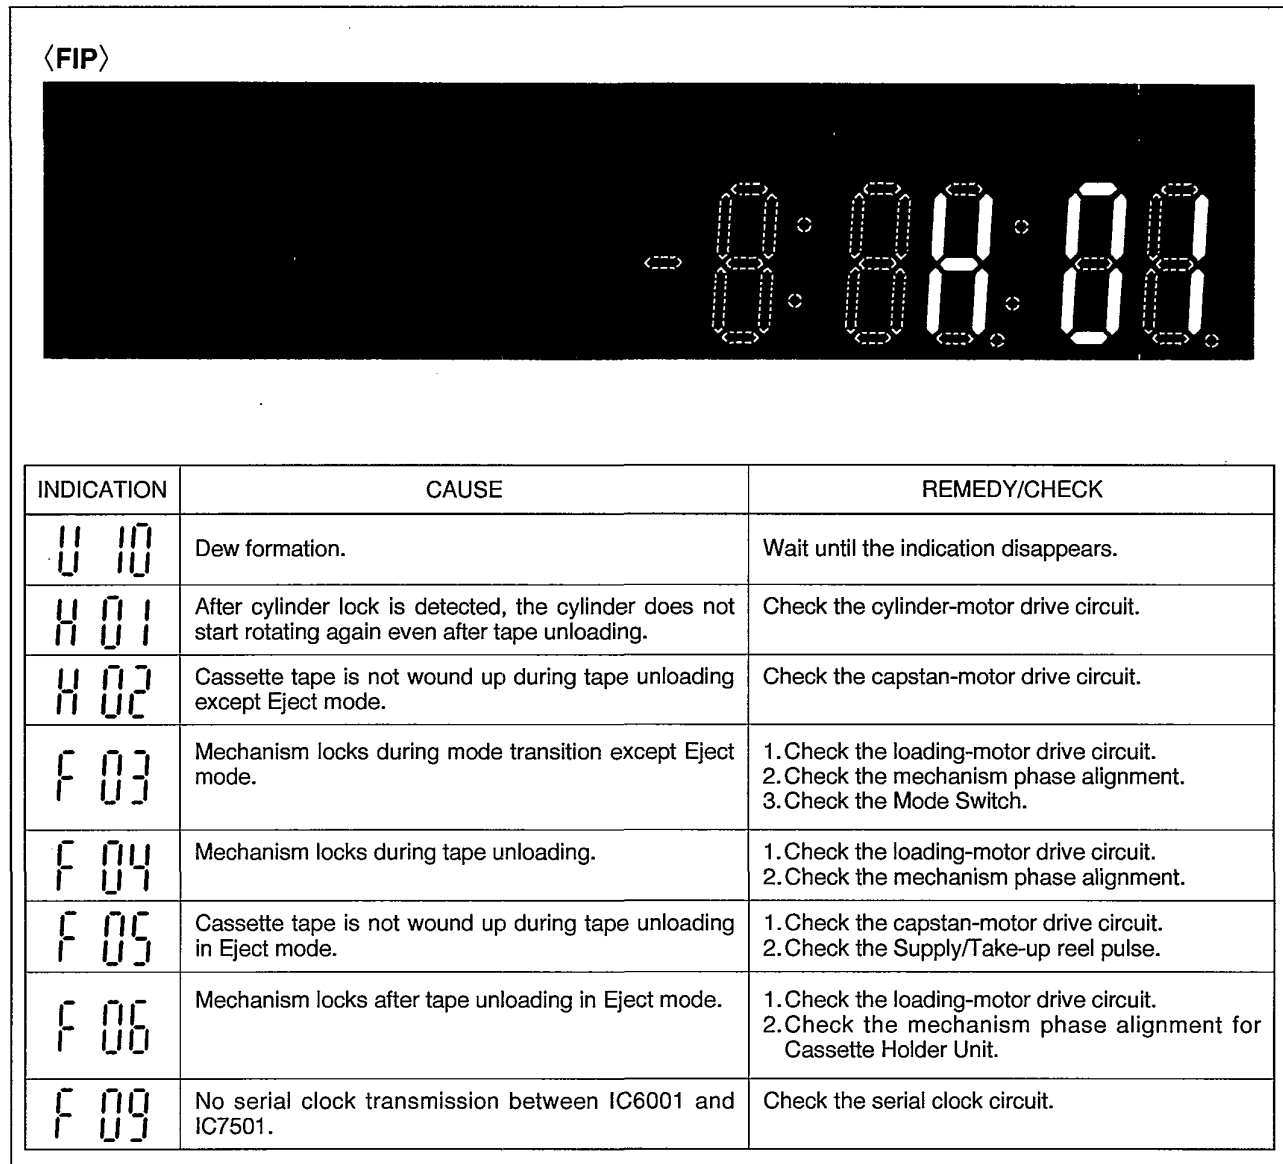 〈FIP〉
H:01
INDICATION CAUSE REMEDY/CHECK
U 10 Dew formation. Wait until the indication disappears.
H 01 After cylinder lock is detected, the cylinder does not Check the cylinder-motor drive circuit.
start rotating again even after tape unloading.
H 02 Cassette tape is not wound up during tape unloading Check the capstan-motor drive circuit.
except Eject mode.
F 03 Mechanism locks during mode transition except Eject 1.Check the loading-motor drive circuit.
mode. 2.Check the mechanism phase alignment.
3.Check the Mode Switch.
F 04 Mechanism locks during tape unloading. 1.Check the loading-motor drive circuit.
2.Check the mechanism phase alignment.
F 05 Cassette tape is not wound up during tape unloading 1.Check the capstan-motor drive circuit.
in Eject mode. 2.Check the Supply/Take-up reel pulse.
F 06 Mechanism locks after tape unloading in Eject mode. 1.Check the loading-motor drive circuit.
2.Check the mechanism phase alignment for
Cassette Holder Unit.
F 09 No serial clock transmission between IC6001 and Check the serial clock circuit.
IC7501.